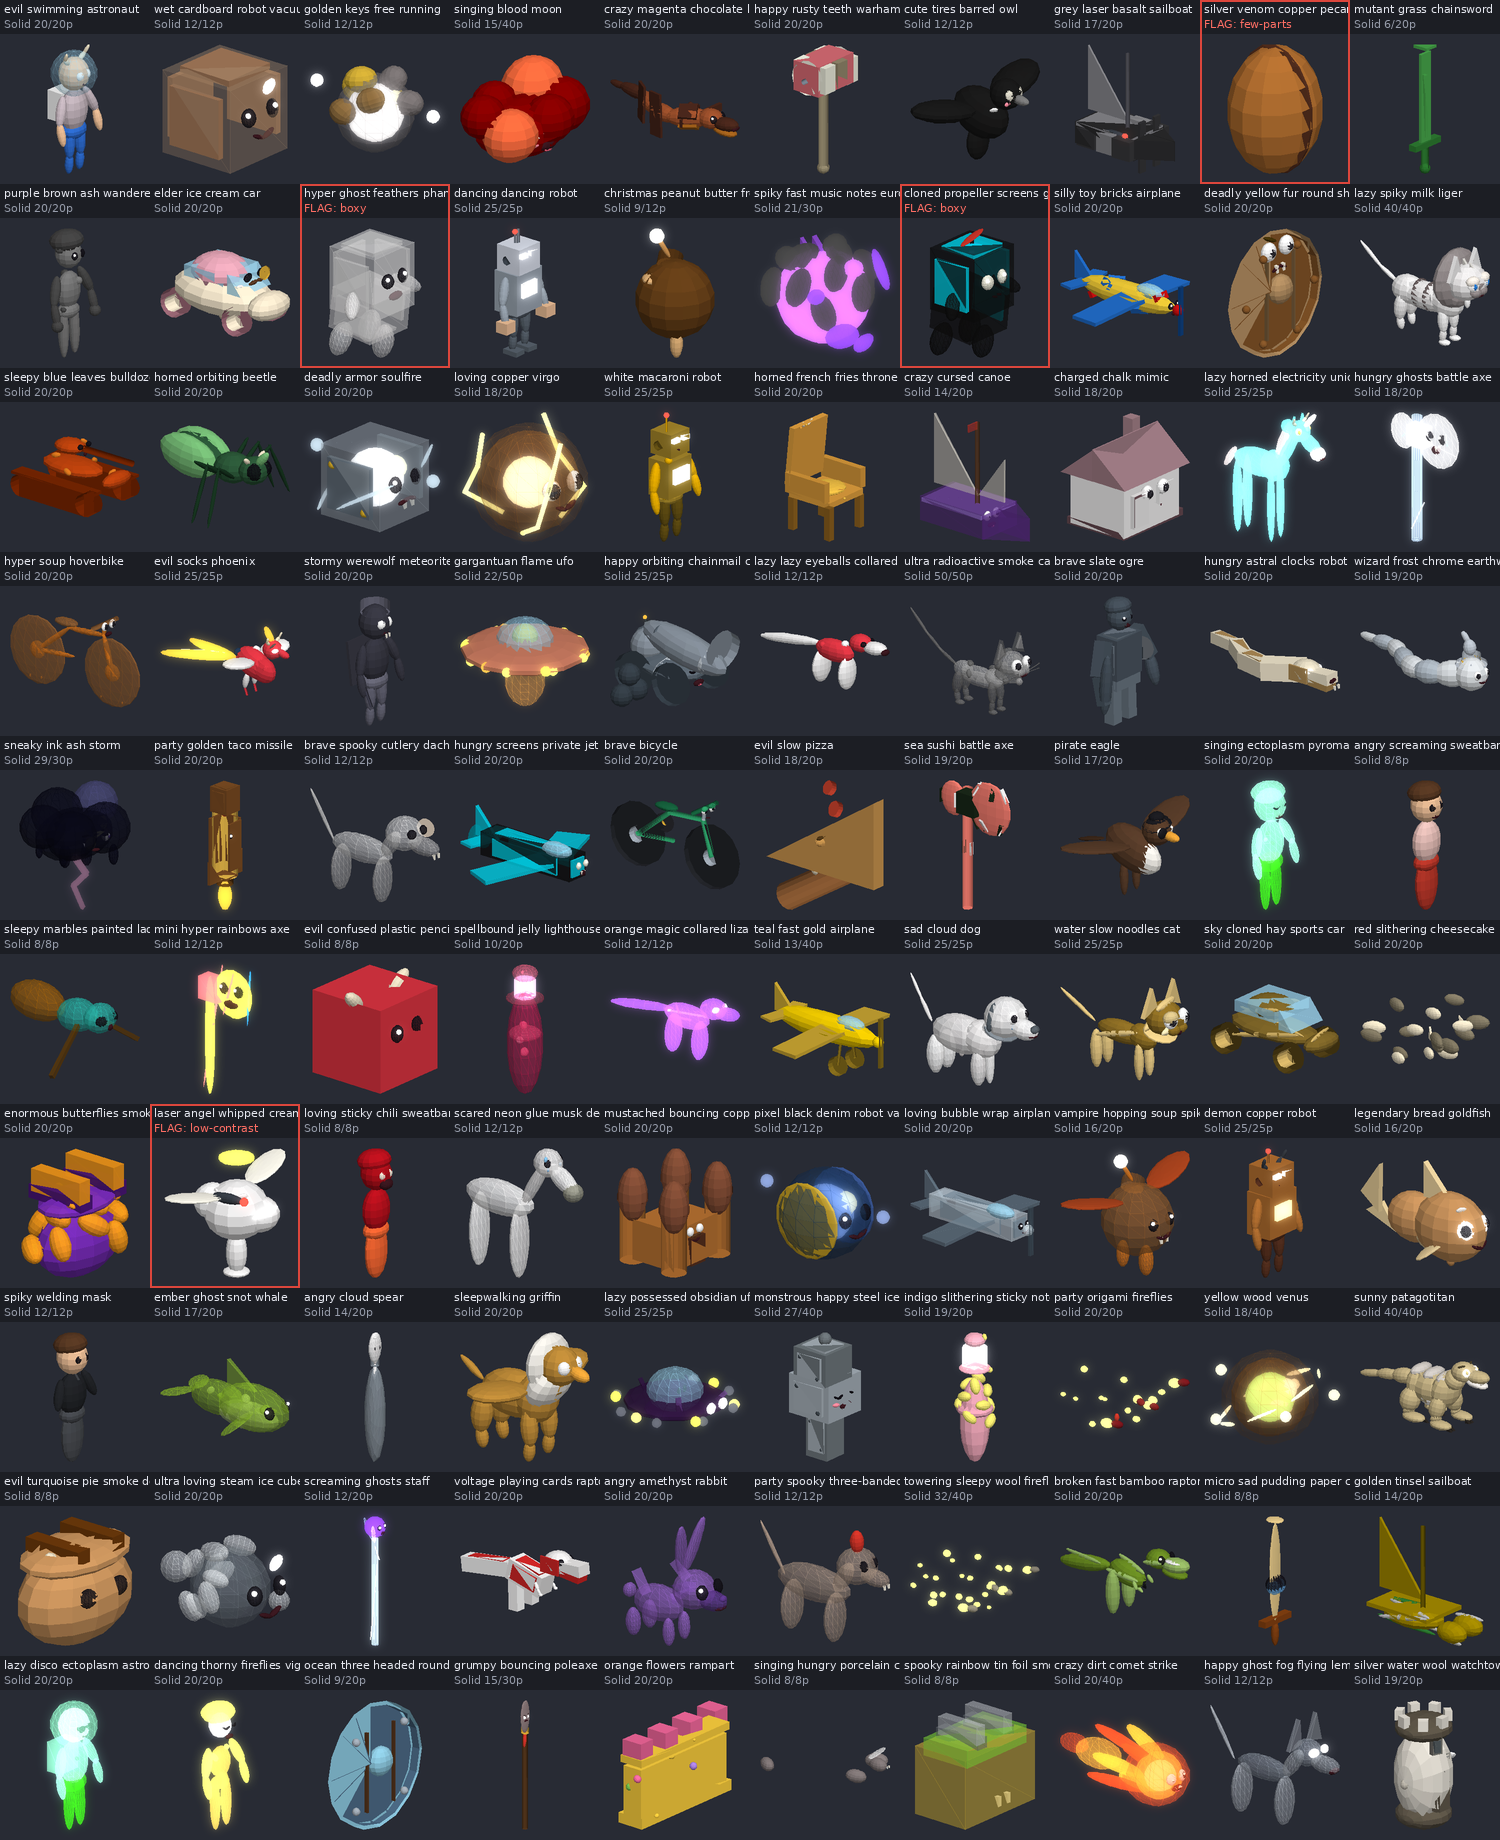 evil swimming astronaut
Solid 20/20p
wet cardboard robot vacuu
Solid 12/12p
golden keys free running
Solid 12/12p
singing blood moon
Solid 15/40p
crazy magenta chocolate l
Solid 20/20p
happy rusty teeth warham
Solid 20/20p
cute tires barred owl
Solid 12/12p
grey laser basalt sailboat
Solid 17/20p
silver venom copper pecan
FLAG: few-parts
mutant grass chainsword
Solid 6/20p
purple brown ash wandere
Solid 20/20p
elder ice cream car
Solid 20/20p
hyper ghost feathers phan
FLAG: boxy
dancing dancing robot
Solid 25/25p
christmas peanut butter fr
Solid 9/12p
spiky fast music notes eur
Solid 21/30p
cloned propeller screens g
FLAG: boxy
silly toy bricks airplane
Solid 20/20p
deadly yellow fur round sh
Solid 20/20p
lazy spiky milk liger
Solid 40/40p
sleepy blue leaves bulldoz
Solid 20/20p
horned orbiting beetle
Solid 20/20p
deadly armor soulfire
Solid 20/20p
loving copper virgo
Solid 18/20p
white macaroni robot
Solid 25/25p
horned french fries throne
Solid 20/20p
crazy cursed canoe
Solid 14/20p
charged chalk mimic
Solid 18/20p
lazy horned electricity unic
Solid 25/25p
hungry ghosts battle axe
Solid 18/20p
hyper soup hoverbike
Solid 20/20p
evil socks phoenix
Solid 25/25p
stormy werewolf meteorite
Solid 20/20p
gargantuan flame ufo
Solid 22/50p
happy orbiting chainmail c
Solid 25/25p
lazy lazy eyeballs collared
Solid 12/12p
ultra radioactive smoke ca
Solid 50/50p
brave slate ogre
Solid 20/20p
hungry astral clocks robot
Solid 20/20p
wizard frost chrome earthw
Solid 19/20p
sneaky ink ash storm
Solid 29/30p
party golden taco missile
Solid 20/20p
brave spooky cutlery dach
Solid 12/12p
hungry screens private jet
Solid 20/20p
brave bicycle
Solid 20/20p
evil slow pizza
Solid 18/20p
sea sushi battle axe
Solid 19/20p
pirate eagle
Solid 17/20p
singing ectoplasm pyroma
Solid 20/20p
angry screaming sweatban
Solid 8/8p
sleepy marbles painted lad
Solid 8/8p
mini hyper rainbows axe
Solid 12/12p
evil confused plastic penci
Solid 8/8p
spellbound jelly lighthouse
Solid 10/20p
orange magic collared liza
Solid 12/12p
teal fast gold airplane
Solid 13/40p
sad cloud dog
Solid 25/25p
water slow noodles cat
Solid 25/25p
sky cloned hay sports car
Solid 20/20p
red slithering cheesecake
Solid 20/20p
enormous butterflies smok
Solid 20/20p
laser angel whipped cream
FLAG: low-contrast
loving sticky chili sweatbar
Solid 8/8p
scared neon glue musk de
Solid 12/12p
mustached bouncing copp
Solid 20/20p
pixel black denim robot va
Solid 12/12p
loving bubble wrap airplan
Solid 20/20p
vampire hopping soup spik
Solid 16/20p
demon copper robot
Solid 25/25p
legendary bread goldfish
Solid 16/20p
spiky welding mask
Solid 12/12p
ember ghost snot whale
Solid 17/20p
angry cloud spear
Solid 14/20p
sleepwalking griffin
Solid 20/20p
lazy possessed obsidian uf
Solid 25/25p
monstrous happy steel ice
Solid 27/40p
indigo slithering sticky not
Solid 19/20p
party origami fireflies
Solid 20/20p
yellow wood venus
Solid 18/40p
sunny patagotitan
Solid 40/40p
evil turquoise pie smoke d
Solid 8/8p
ultra loving steam ice cube
Solid 20/20p
screaming ghosts staff
Solid 12/20p
voltage playing cards rapto
Solid 20/20p
angry amethyst rabbit
Solid 20/20p
party spooky three-banded
Solid 12/12p
towering sleepy wool firefl
Solid 32/40p
broken fast bamboo raptor
Solid 20/20p
micro sad pudding paper c
Solid 8/8p
golden tinsel sailboat
Solid 14/20p
lazy disco ectoplasm astro
Solid 20/20p
dancing thorny fireflies vig
Solid 20/20p
ocean three headed round
Solid 9/20p
grumpy bouncing poleaxe
Solid 15/30p
orange flowers rampart
Solid 20/20p
singing hungry porcelain c
Solid 8/8p
spooky rainbow tin foil smo
Solid 8/8p
crazy dirt comet strike
Solid 20/40p
happy ghost fog flying lem
Solid 12/12p
silver water wool watchtow
Solid 19/20p